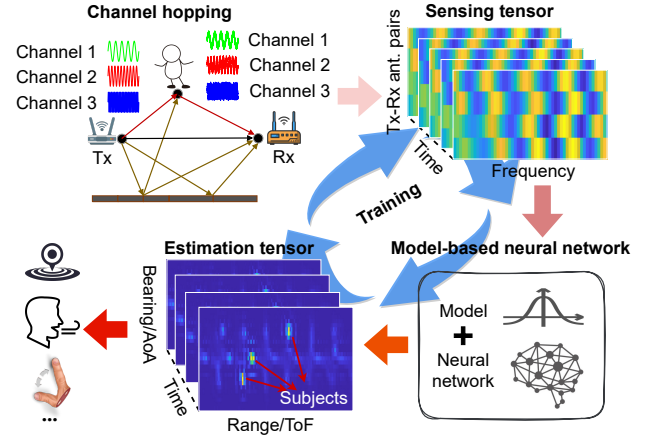 Channel hopping
Channel 1
Channel 2
Channel 3
Channel 1
Channel 2
Channel 3
Tx
Rx
Sensing tensor
Tx-Rx ant. pairs
Time
Frequency
Training
Estimation tensor
Bearing/AoA
Time
Subjects
Range/ToF
Model-based neural network
Model
+
Neural
network
...